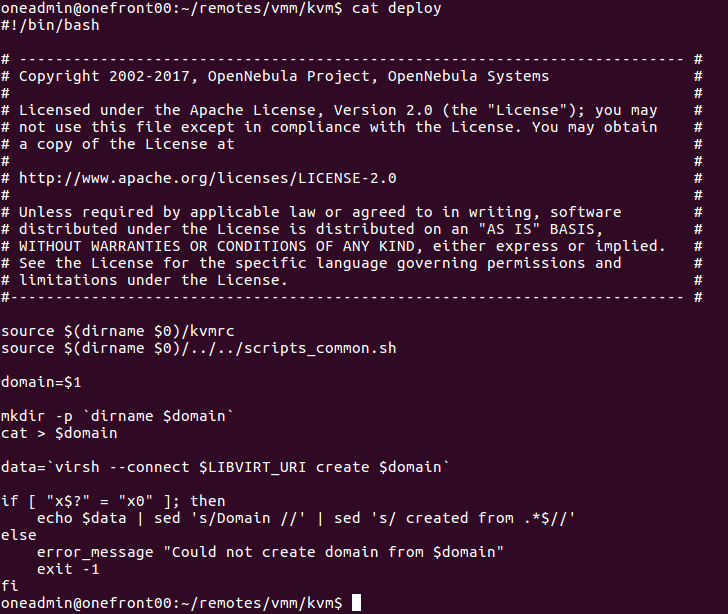 oneadmin@onefront00:~/remotes/vmm/kvm$ cat deploy
#!/bin/bash
# -------------------------------------------------------------------------- #
# Copyright 2002-2017, OpenNebula Project, OpenNebula Systems                #
#                                                                            #
# Licensed under the Apache License, Version 2.0 (the "License"); you may    #
# not use this file except in compliance with the License. You may obtain    #
# a copy of the License at                                                   #
#                                                                            #
# http://www.apache.org/licenses/LICENSE-2.0                                 #
#                                                                            #
# Unless required by applicable law or agreed to in writing, software        #
# distributed under the License is distributed on an "AS IS" BASIS,          #
# WITHOUT WARRANTIES OR CONDITIONS OF ANY KIND, either express or implied.   #
# See the License for the specific language governing permissions and        #
# limitations under the License.                                             #
#--------------------------------------------------------------------------- #
source $(dirname $0)/kvmrc
source $(dirname $0)/../../scripts_common.sh
domain=$1
mkdir -p `dirname $domain`
cat > $domain
data=`virsh --connect $LIBVIRT_URI create $domain`
if [ "x$?" = "x0" ]; then
    echo $data | sed 's/Domain //' | sed 's/ created from .*$//'
else
    error_message "Could not create domain from $domain"
    exit -1
fi
oneadmin@onefront00:~/remotes/vmm/kvm$